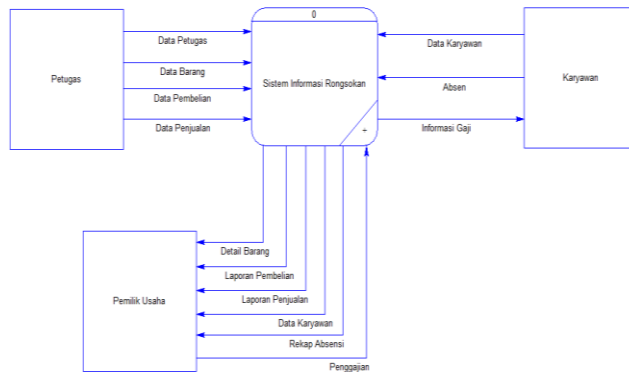 0
Data Petugas
Data Karyawan
Petugas
Data Barang
Sistem Informasi Rongsokan
Absen
Karyawan
Data Pembelian
Data Penjualan
+
Informasi Gaji
Detail Barang
Laporan Pembelian
Pemilik Usaha
Laporan Penjualan
Data Karyawan
Rekap Absensi
Penggajian